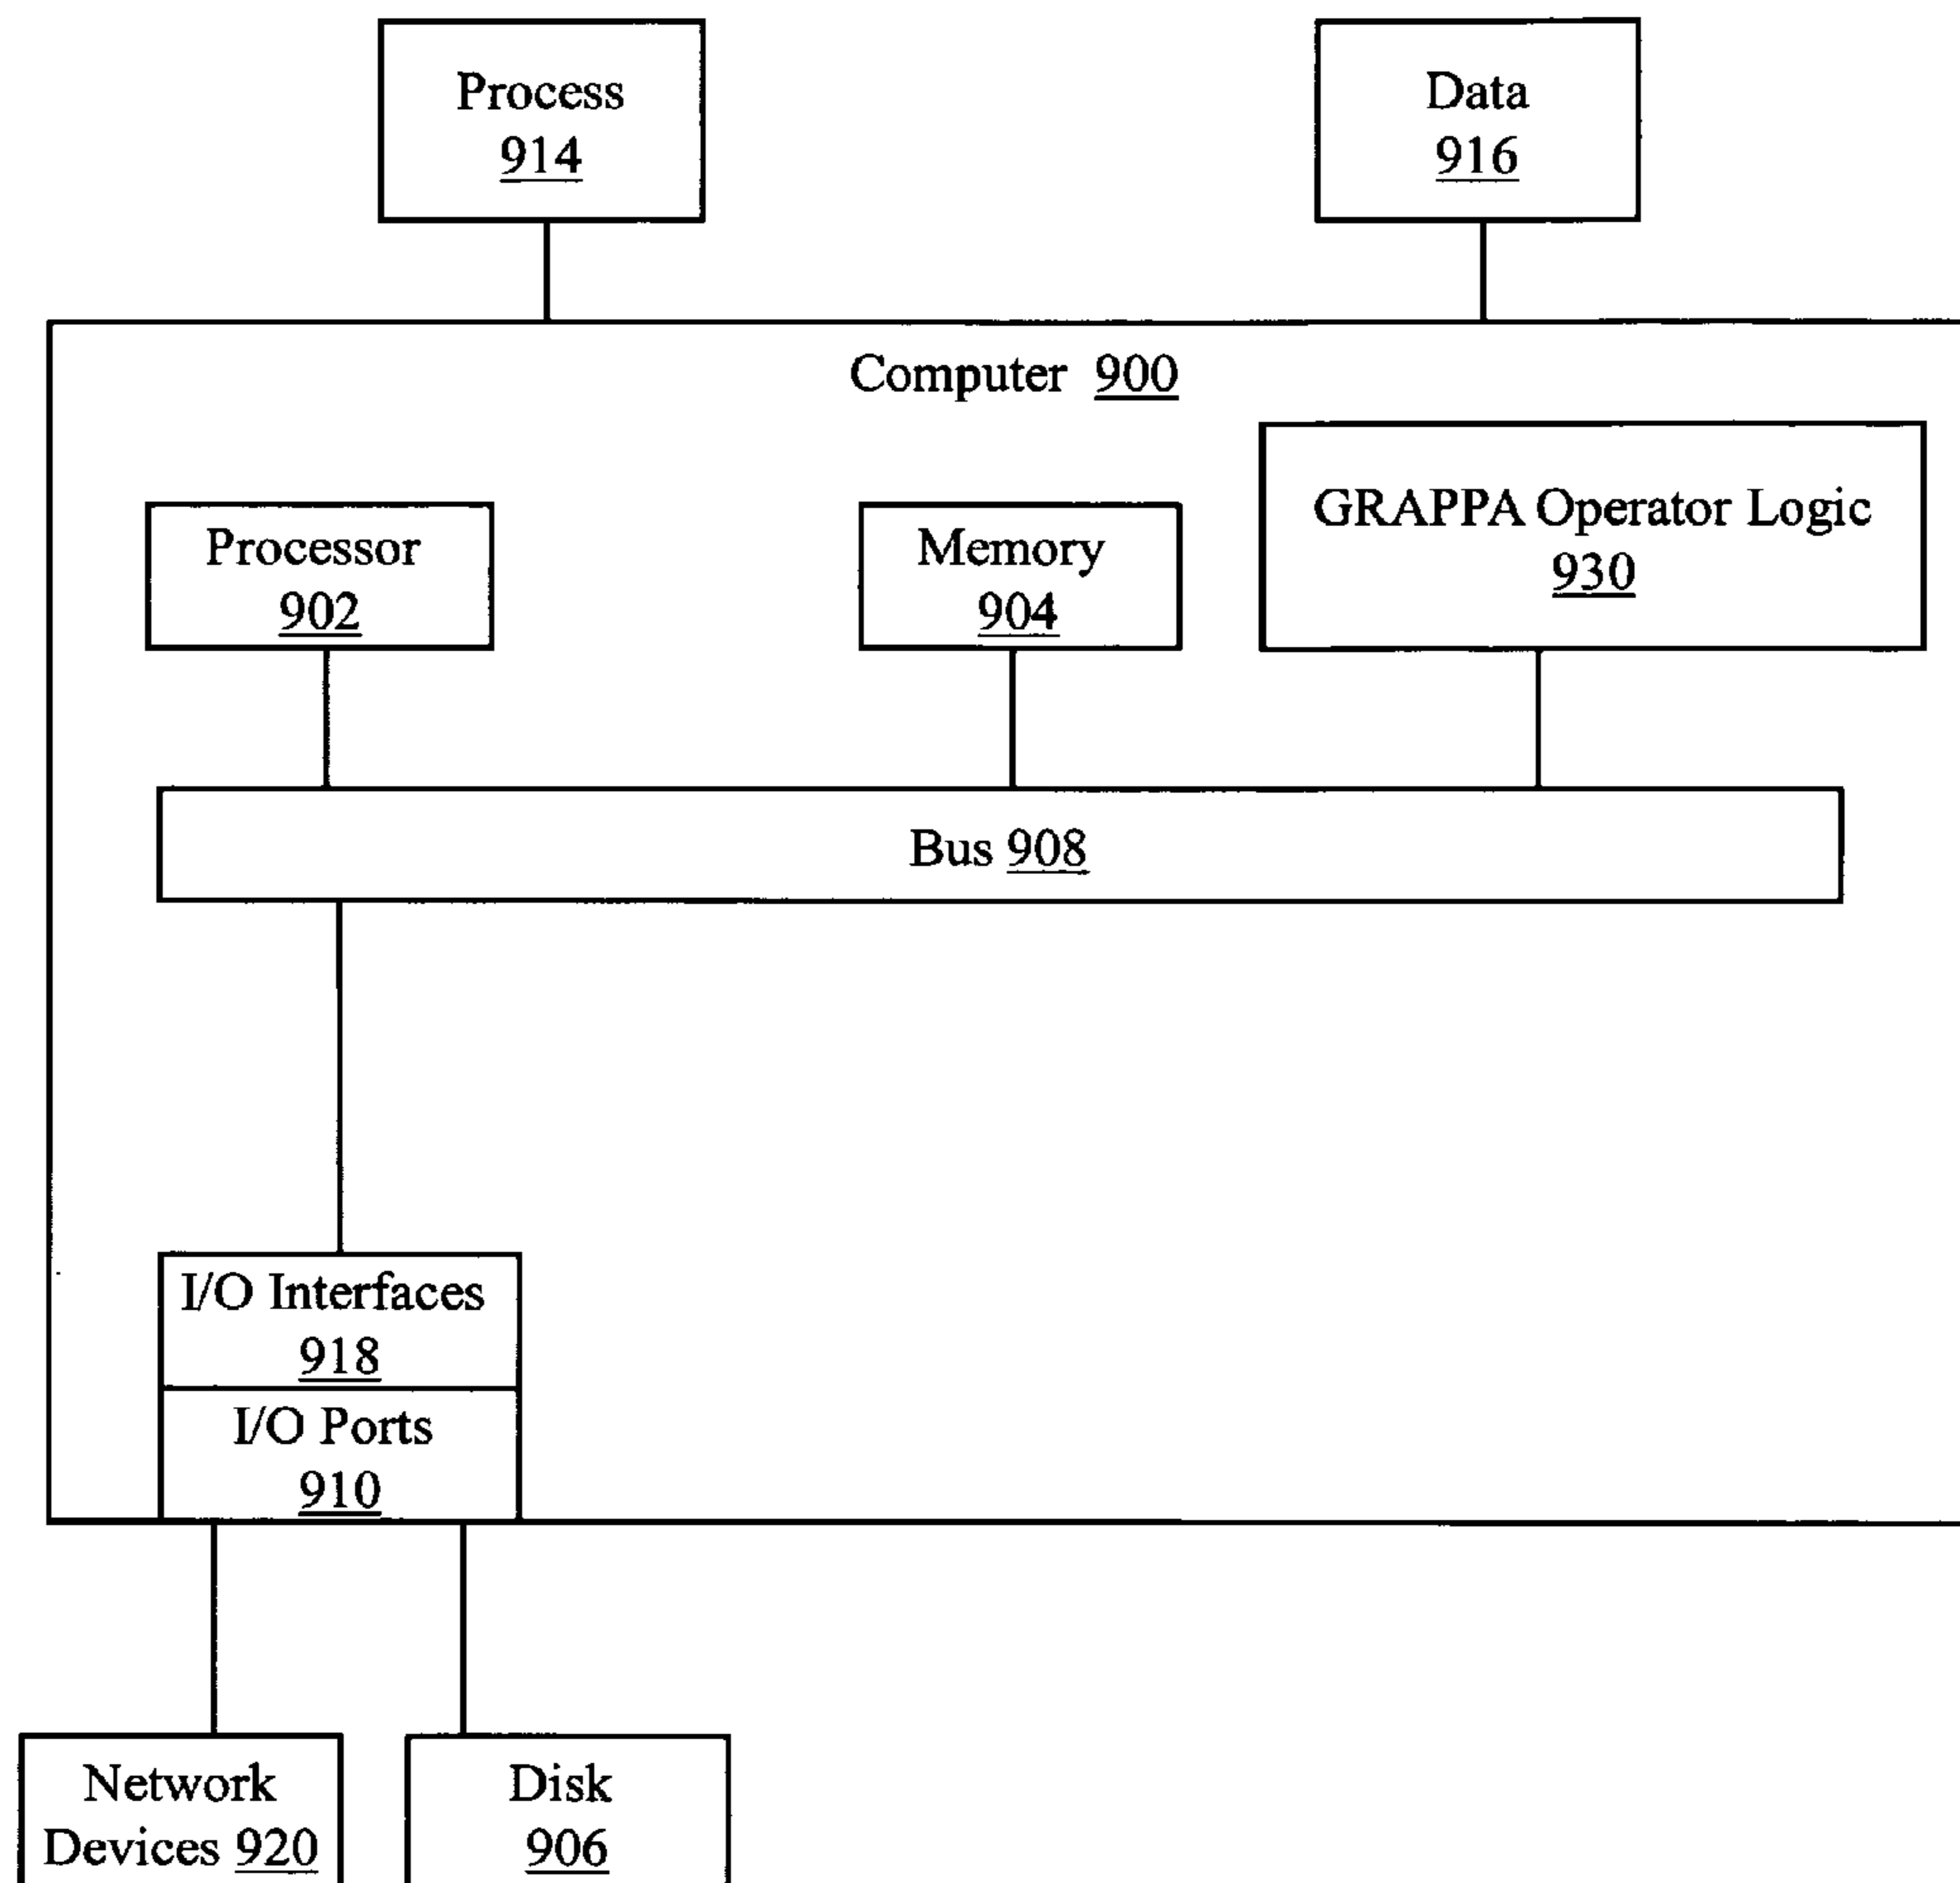 Process
914
Data
916
Computer 900
GRAPPA Operator Logic
930
Processor
902
Memory
904
Bus 908
I/O Interfaces
918
I/O Ports
910
Network
Devices 920
Disk
906